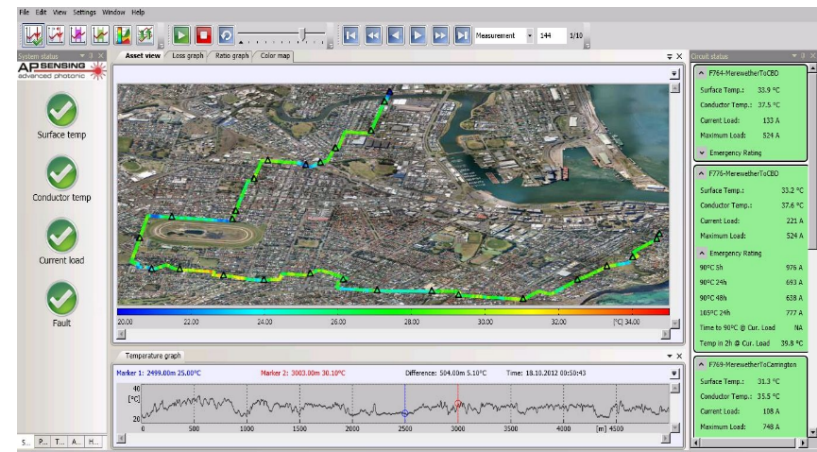 File Edit View Settings Window Help
Measurement 144 1/10
System status
AP SENSING
advanced photonic
Surface temp
Conductor temp
Current load
Fault
S... P... T... A... H...
Asset view Loss graph Ratio graph Color map
20.00 22.00 24.00 26.00 28.00 30.00 32.00 [°C] 34.00
Temperature graph
Marker 1: 2499.00m 25.00°C Marker 2: 3003.00m 30.10°C Difference: 504.00m 5.10°C Time: 18.10.2012 00:50:43
40
[°C]
20
0 500 1000 1500 2000 2500 3000 3500 4000 [m] 4500
Circuit status
F764-MerewetherToCBD
Surface Temp.: 33.9 °C
Conductor Temp.: 37.5 °C
Current Load: 133 A
Maximum Load: 524 A
Emergency Rating
F776-MerewetherToCBD
Surface Temp.: 33.2 °C
Conductor Temp.: 37.6 °C
Current Load: 221 A
Maximum Load: 524 A
Emergency Rating
90°C 5h 976 A
90°C 24h 693 A
90°C 48h 638 A
105°C 24h 777 A
Time to 90°C @ Cur. Load NA
Temp in 2h @ Cur. Load 39.8 °C
F769-MerewetherToCarrington
Surface Temp.: 31.3 °C
Conductor Temp.: 35.5 °C
Current Load: 108 A
Maximum Load: 748 A